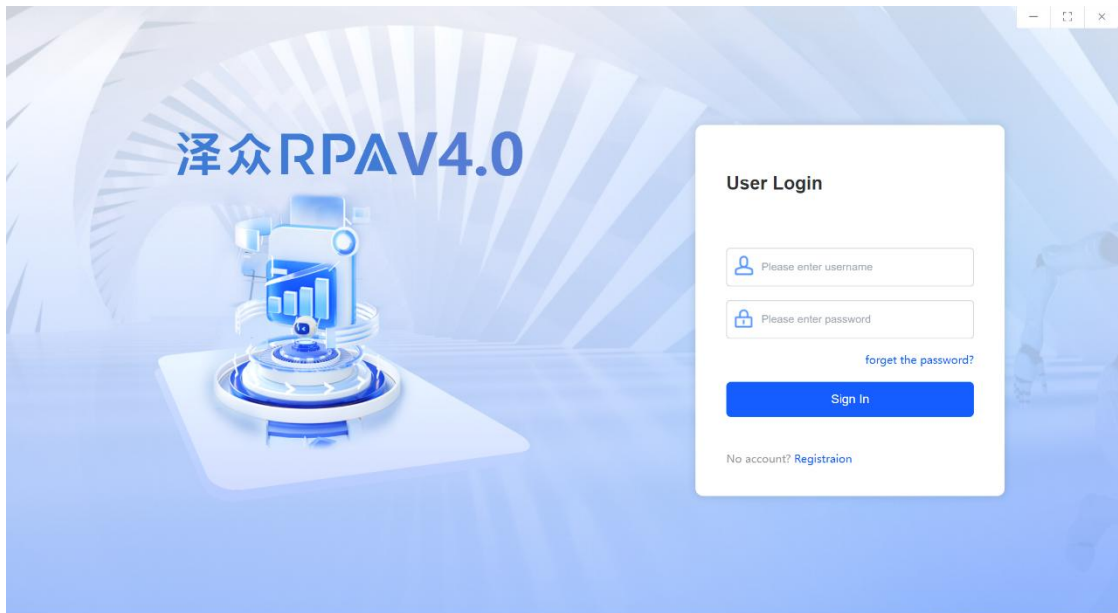 泽众RPAV4.0
User Login
Please enter username
Please enter password
forget the password?
Sign In
No account? Registraion